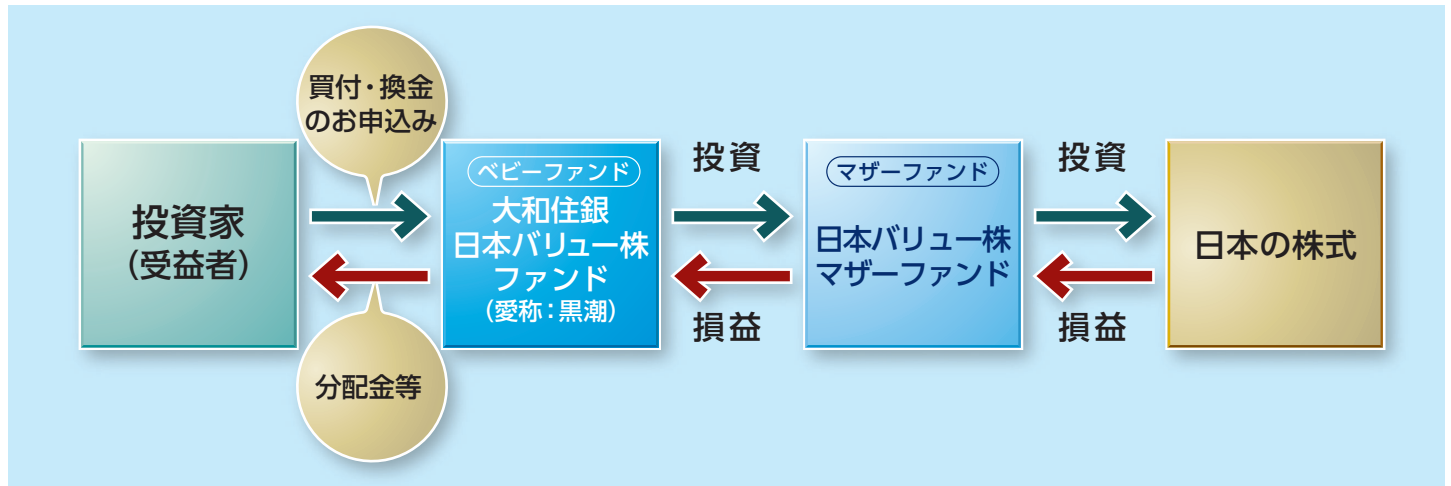 買付・換金
のお申込み
投資家
（受益者）
分配金等
ベビーファンド
大和住銀
日本バリュー株
ファンド
（愛称：黒潮）
投資
損益
マザーファンド
日本バリュー株
マザーファンド
投資
損益
日本の株式